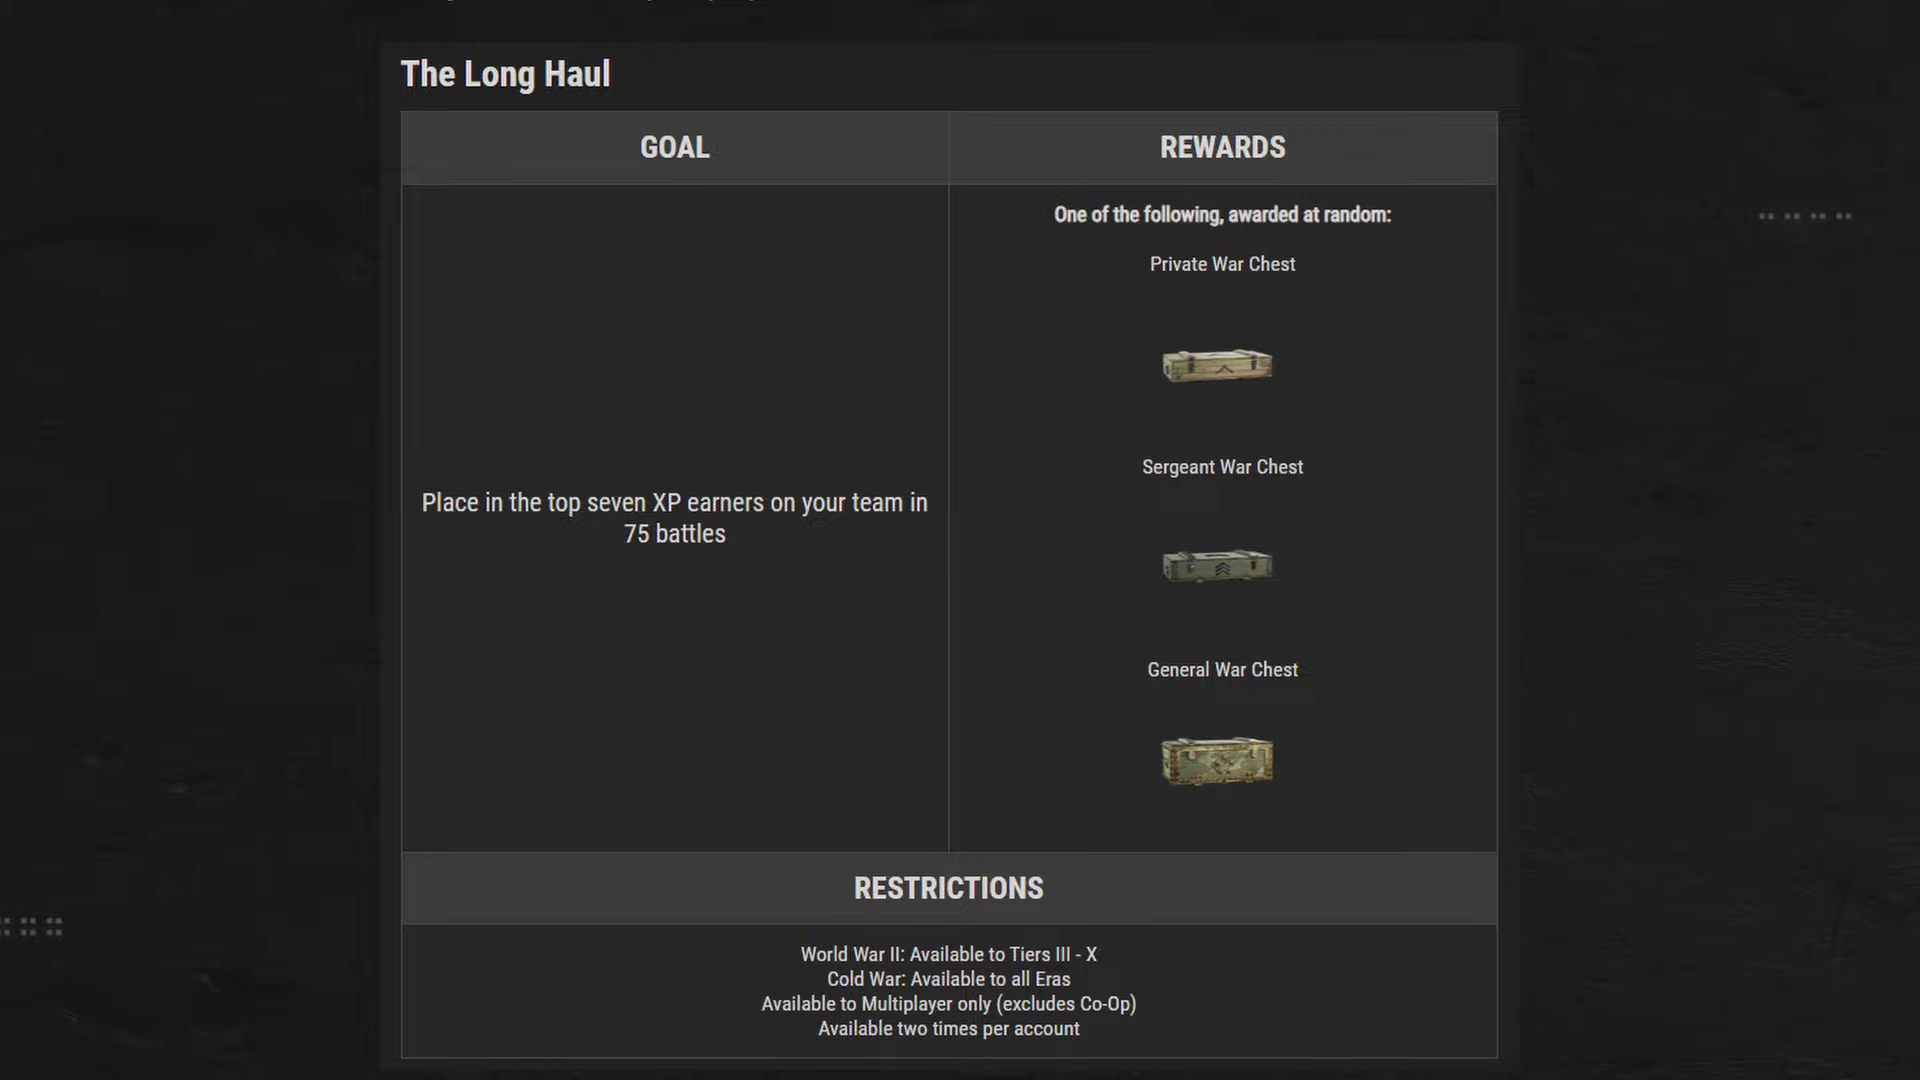 The Long Haul
GOAL
REWARDS
One of the following, awarded at random:
Private War Chest
Sergeant War Chest
Place in the top seven XP earners on your team in
75 battles
General War Chest
RESTRICTIONS
World War II: Available to Tiers III - X
Cold War: Available to all Eras
Available to Multiplayer only (excludes Co-Op)
Available two times per account